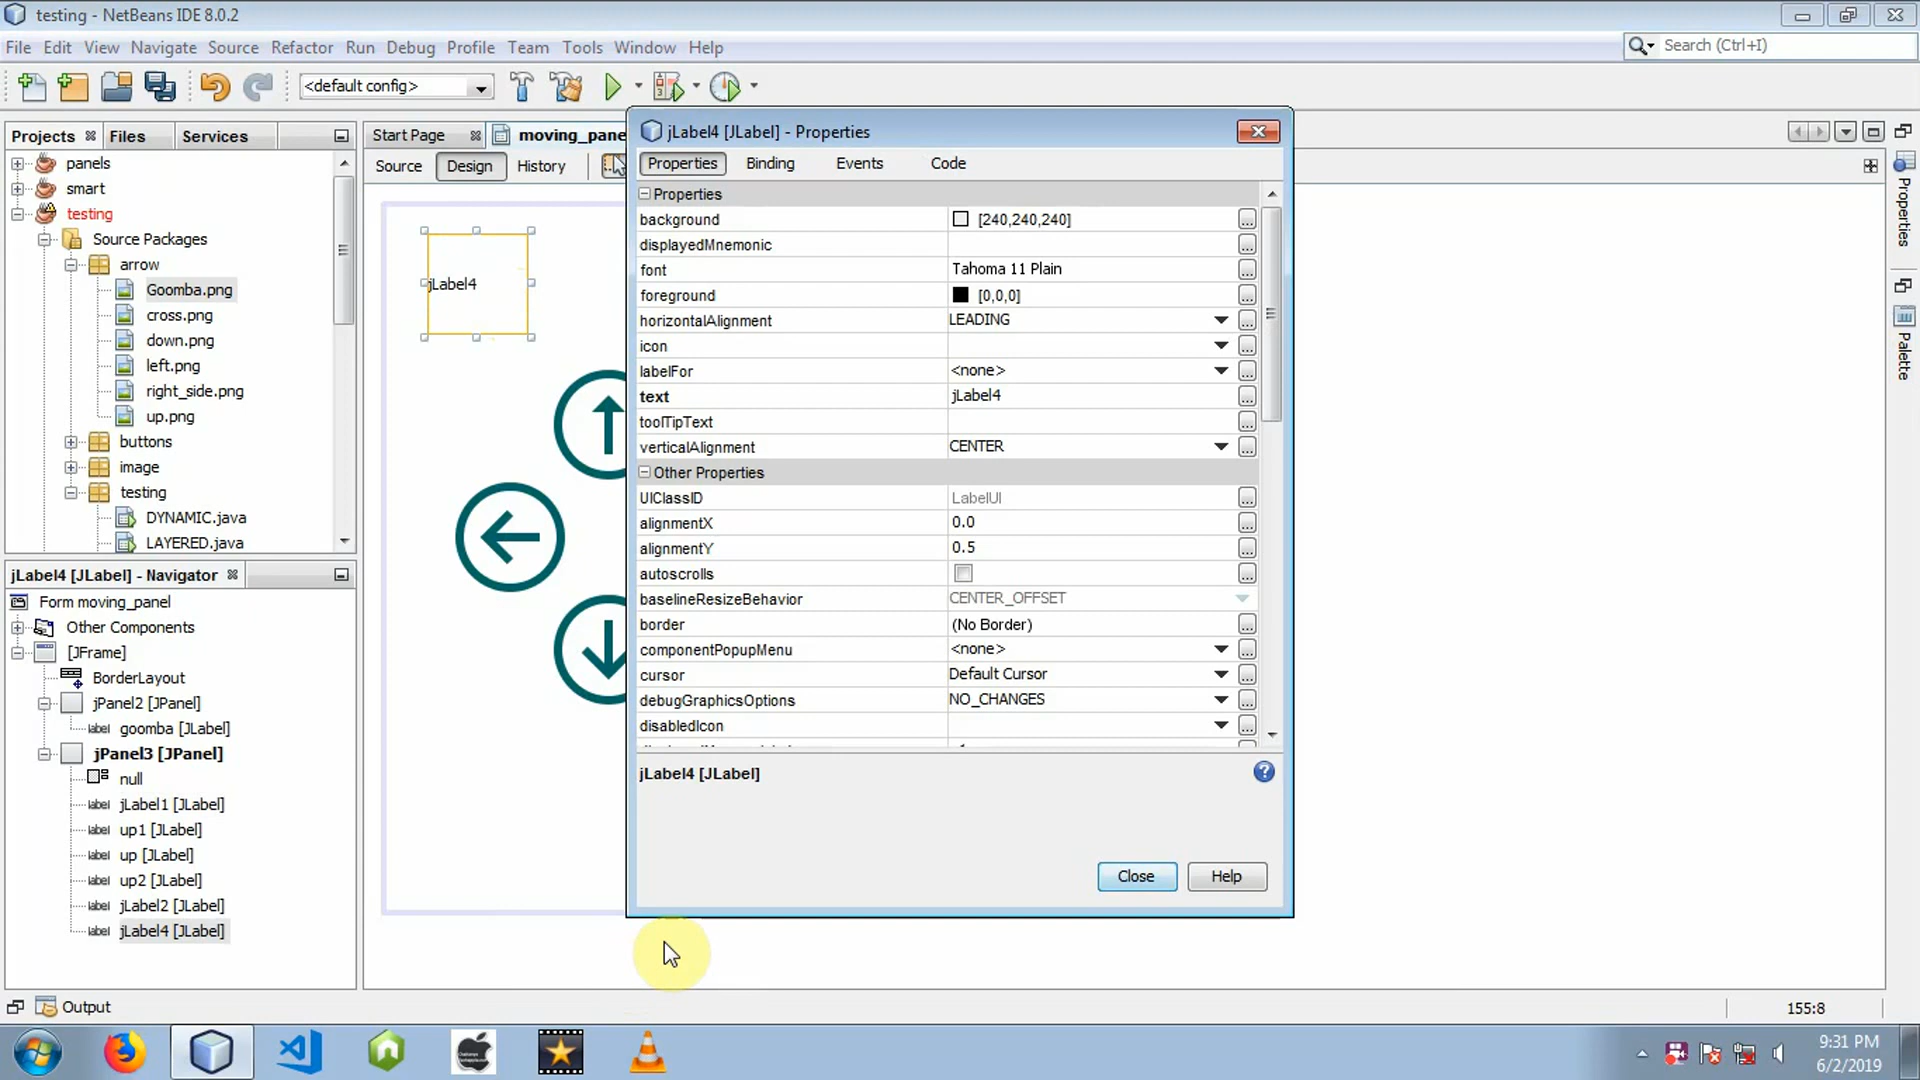 testing - NetBeans IDE 8.0.2
File Edit View Navigate Source Refactor Run Debug Profile Team Tools Window Help
Search (Ctrl+I)
<default config>
Projects Files Services
panels
smart
testing
Source Packages
arrow
Goomba.png
cross.png
down.png
left.png
right_side.png
up.png
buttons
image
testing
DYNAMIC.java
LAYERED.java
jLabel4 [JLabel] - Navigator
Form moving_panel
Other Components
[JFrame]
BorderLayout
jPanel2 [JPanel]
label goomba [JLabel]
jPanel3 [JPanel]
null
label jLabel1 [JLabel]
label up1 [JLabel]
label up [JLabel]
label up2 [JLabel]
label jLabel2 [JLabel]
label jLabel4 [JLabel]
Output
Start Page moving_pane
Source Design History
jLabel4
jLabel4 [JLabel] - Properties
Properties Binding Events Code
Properties
background [240,240,240] ...
displayedMnemonic ...
font Tahoma 11 Plain ...
foreground [0,0,0] ...
horizontalAlignment LEADING ...
icon ...
labelFor <none> ...
text jLabel4 ...
toolTipText ...
verticalAlignment CENTER ...
Other Properties
UIClassID LabelUI ...
alignmentX 0.0 ...
alignmentY 0.5 ...
autoscrolls ...
baselineResizeBehavior CENTER_OFFSET
border (No Border) ...
componentPopupMenu <none> ...
cursor Default Cursor ...
debugGraphicsOptions NO_CHANGES ...
disabledIcon ...
jLabel4 [JLabel]
Close Help
Properties
Palette
155:8
9:31 PM
6/2/2019